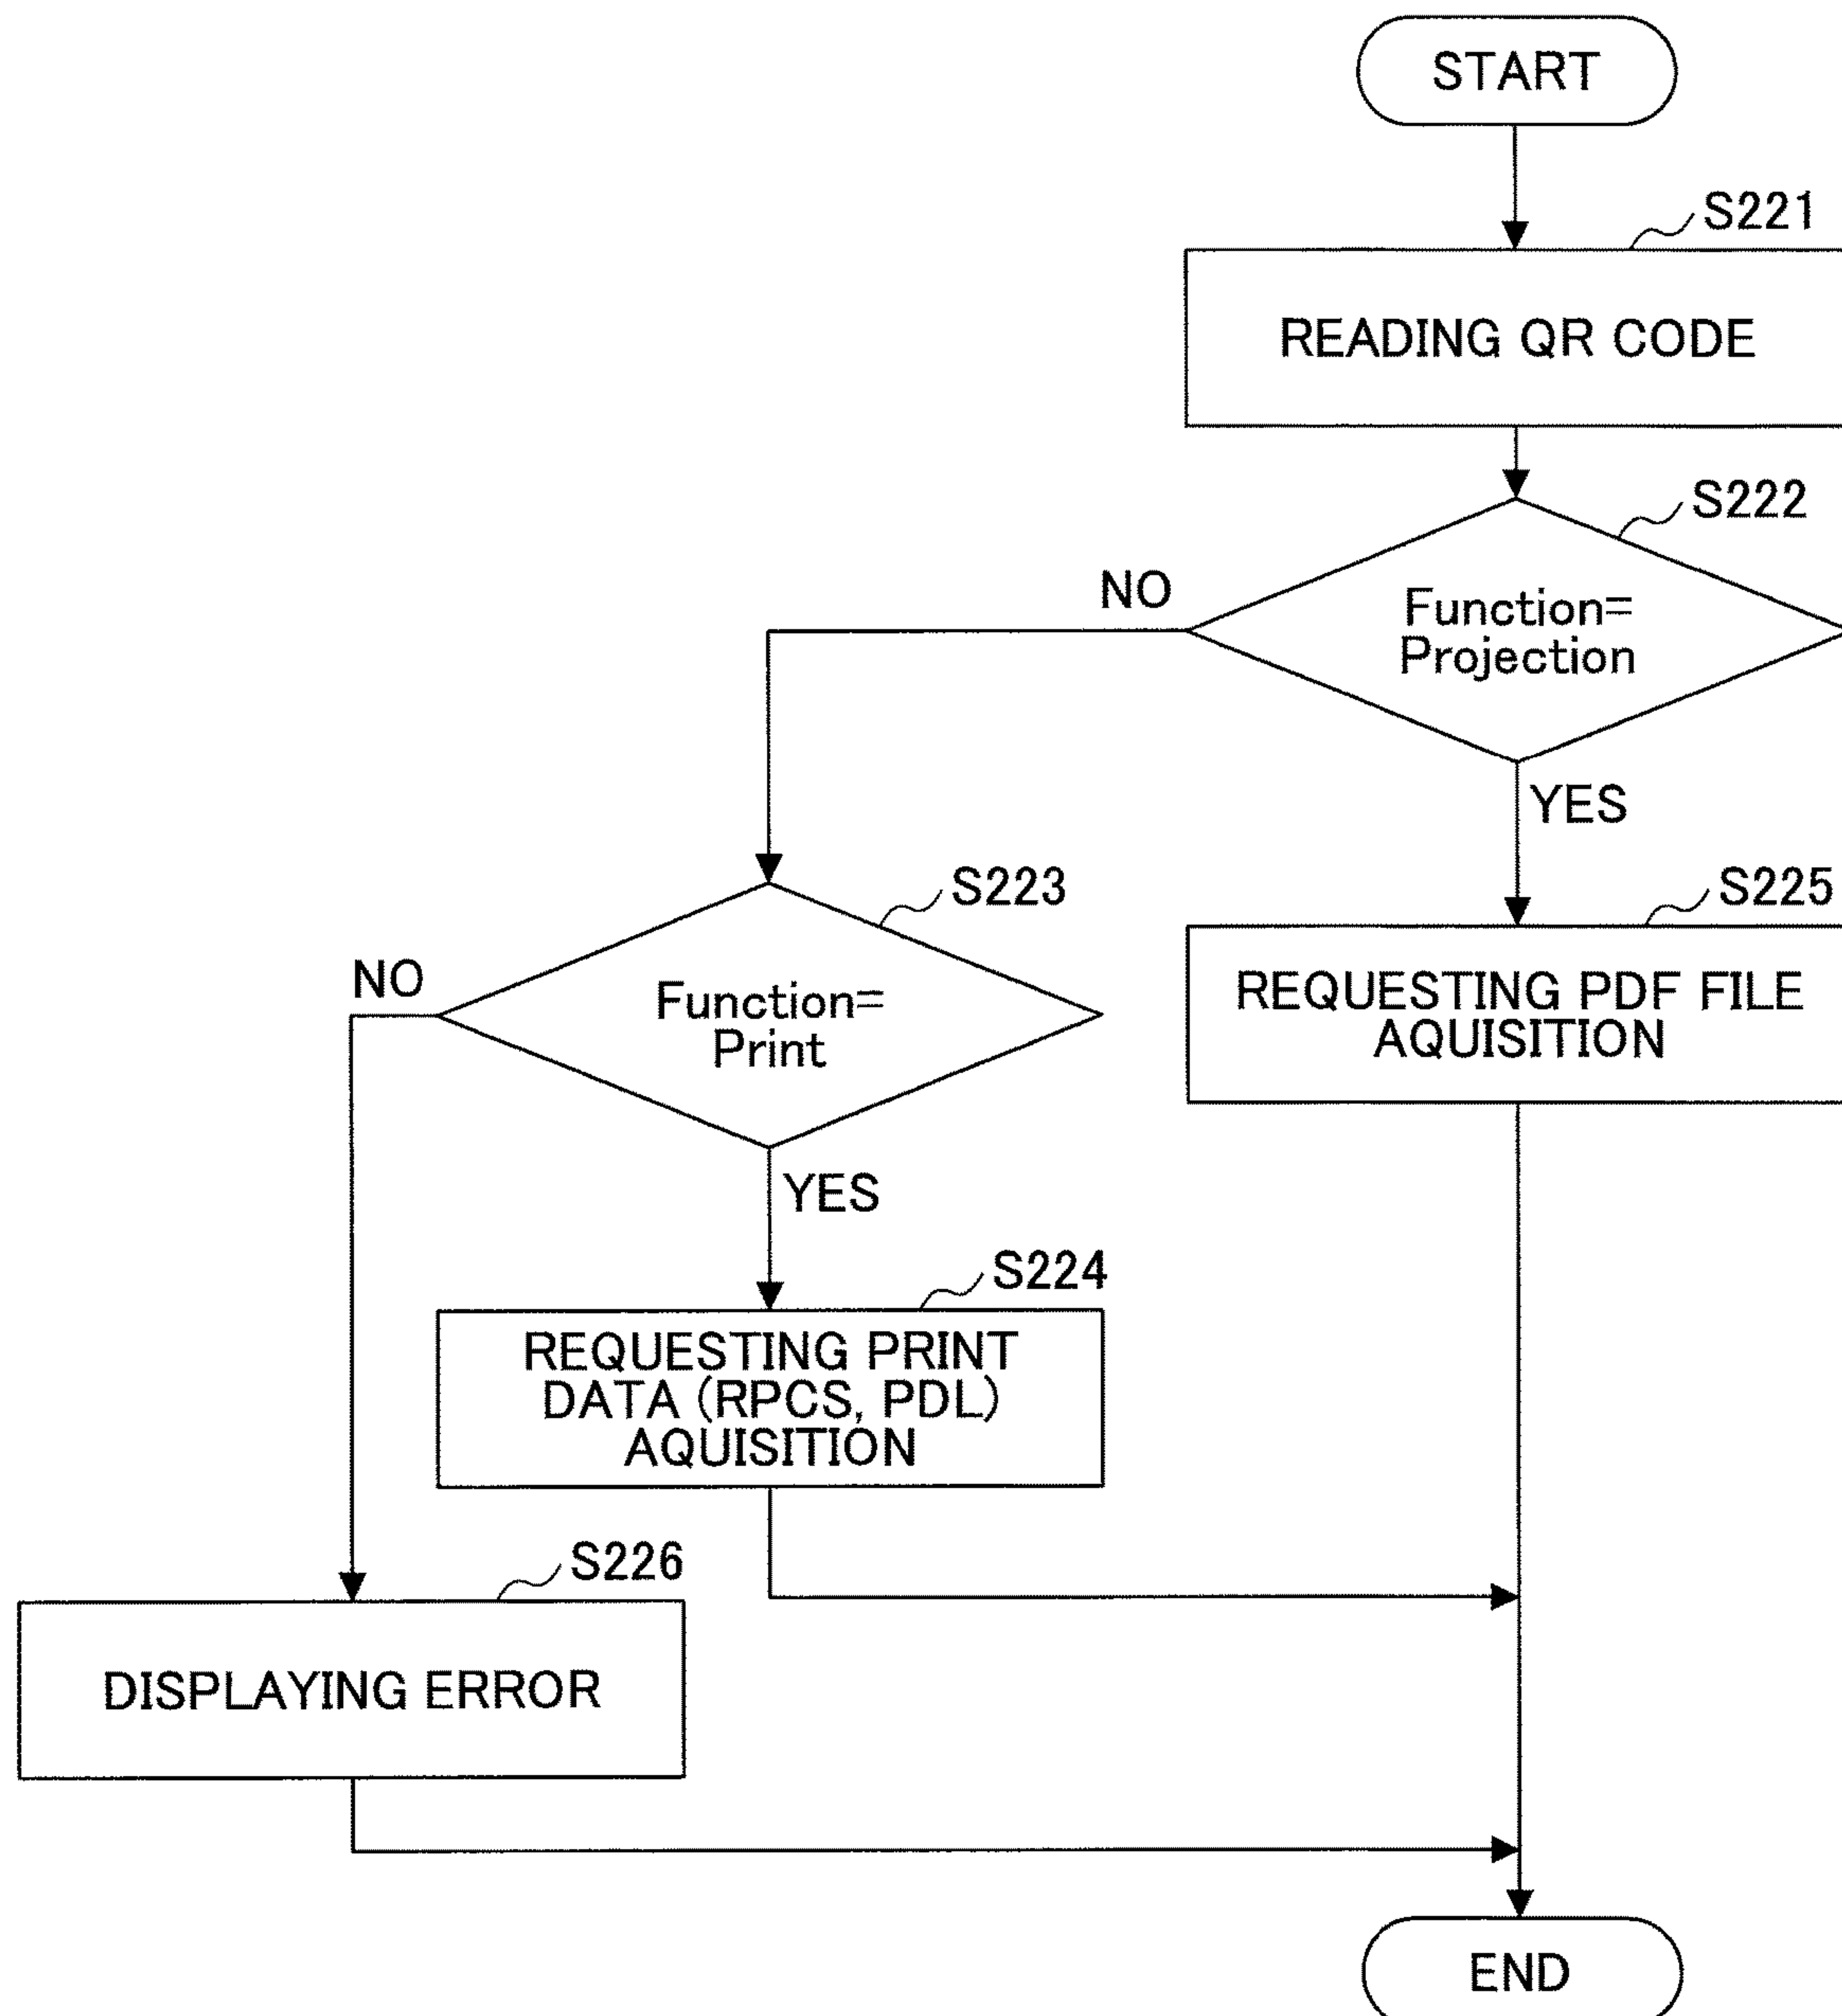 START
S221
READING QR CODE
S222
NO
Function=
Projection
YES
S223
S225
NO
Function=
Print
REQUESTING PDF FILE
AQUISITION
YES
S224
REQUESTING PRINT
DATA (RPCS, PDL)
AQUISITION
S226
DISPLAYING ERROR
END